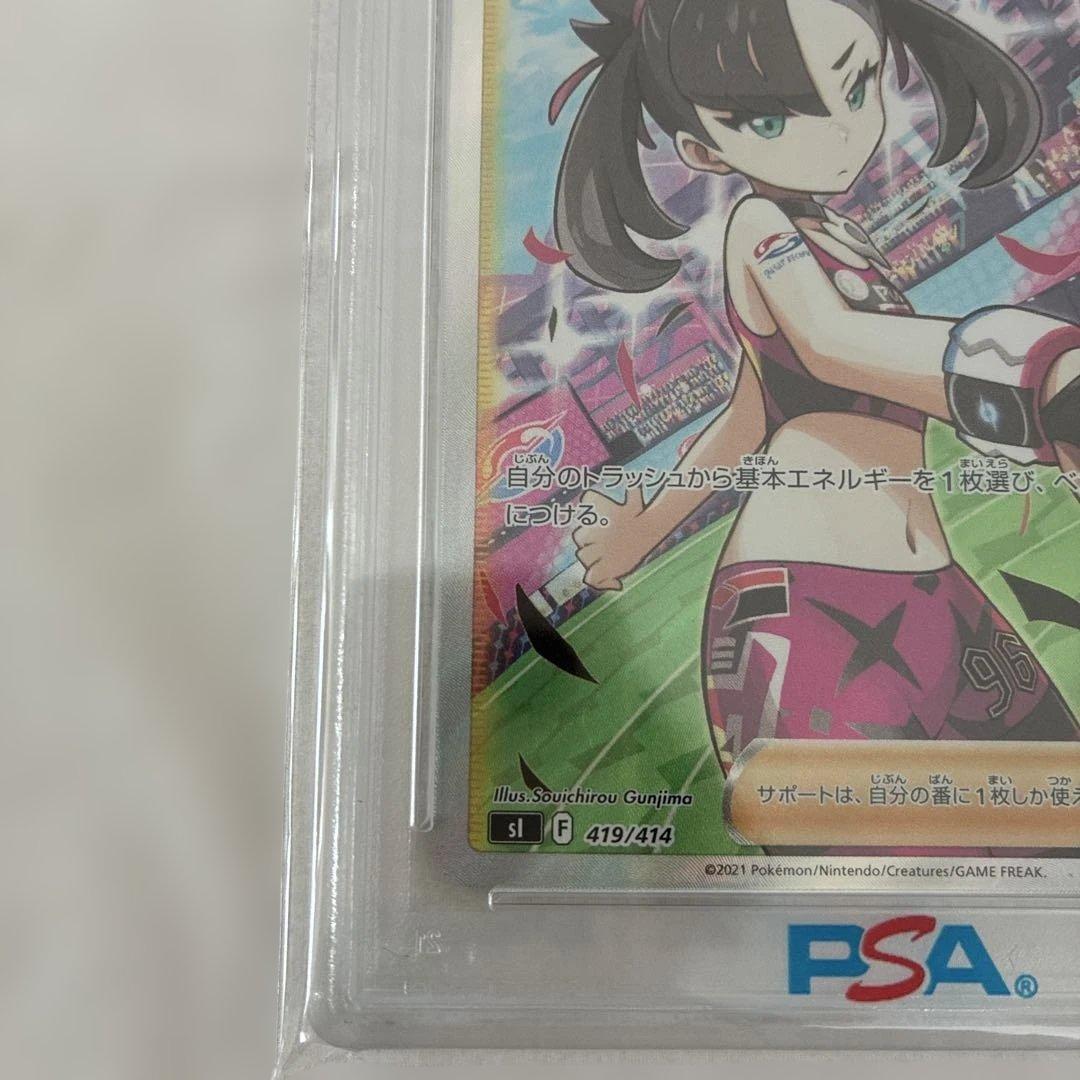 自分のトラッシュから基本エネルギーを1枚選び、ベ
につける。
96
Illus.Souichirou Gunjima
sI F 419/414
サポートは、自分の番に1枚しか使え
©2021 Pokémon/Nintendo/Creatures/GAME FREAK.
PSA®